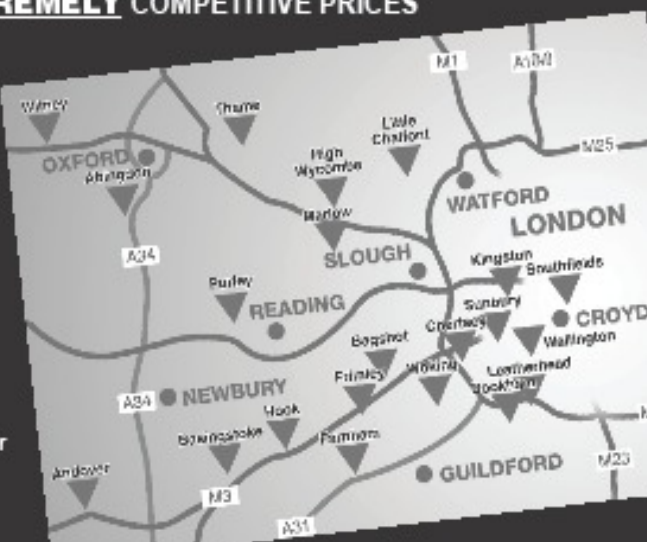 REMELY COMPETITIVE PRICES
M1
A1
M25
Witney
Thame
Little
Chalfont
OXFORD
Abingdon
High
Wycombe
WATFORD
Marlow
LONDON
A34
SLOUGH
Kingston
Southfields
Purley
READING
Sunbury
CROYD
Chertsey
Wallington
Bagshot
Woking
Leatherhead
Bookham
Frimley
A34
NEWBURY
Hook
Basingstoke
Farnham
M
Andover
GUILDFORD
M23
M3
A31
r